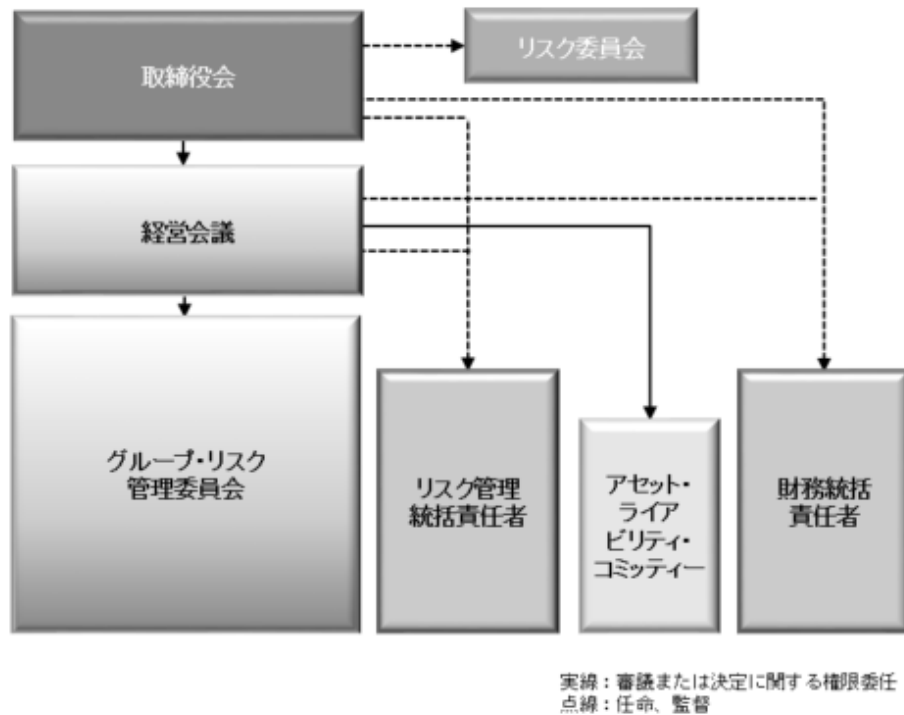 取締役会
リスク委員会
経営会議
グループ・リスク
管理委員会
リスク管理
統括責任者
アセット・
ライア
ビリティ・
コミッティー
財務統括
責任者
実線：審議または決定に関する権限委任
点線：任命、監督